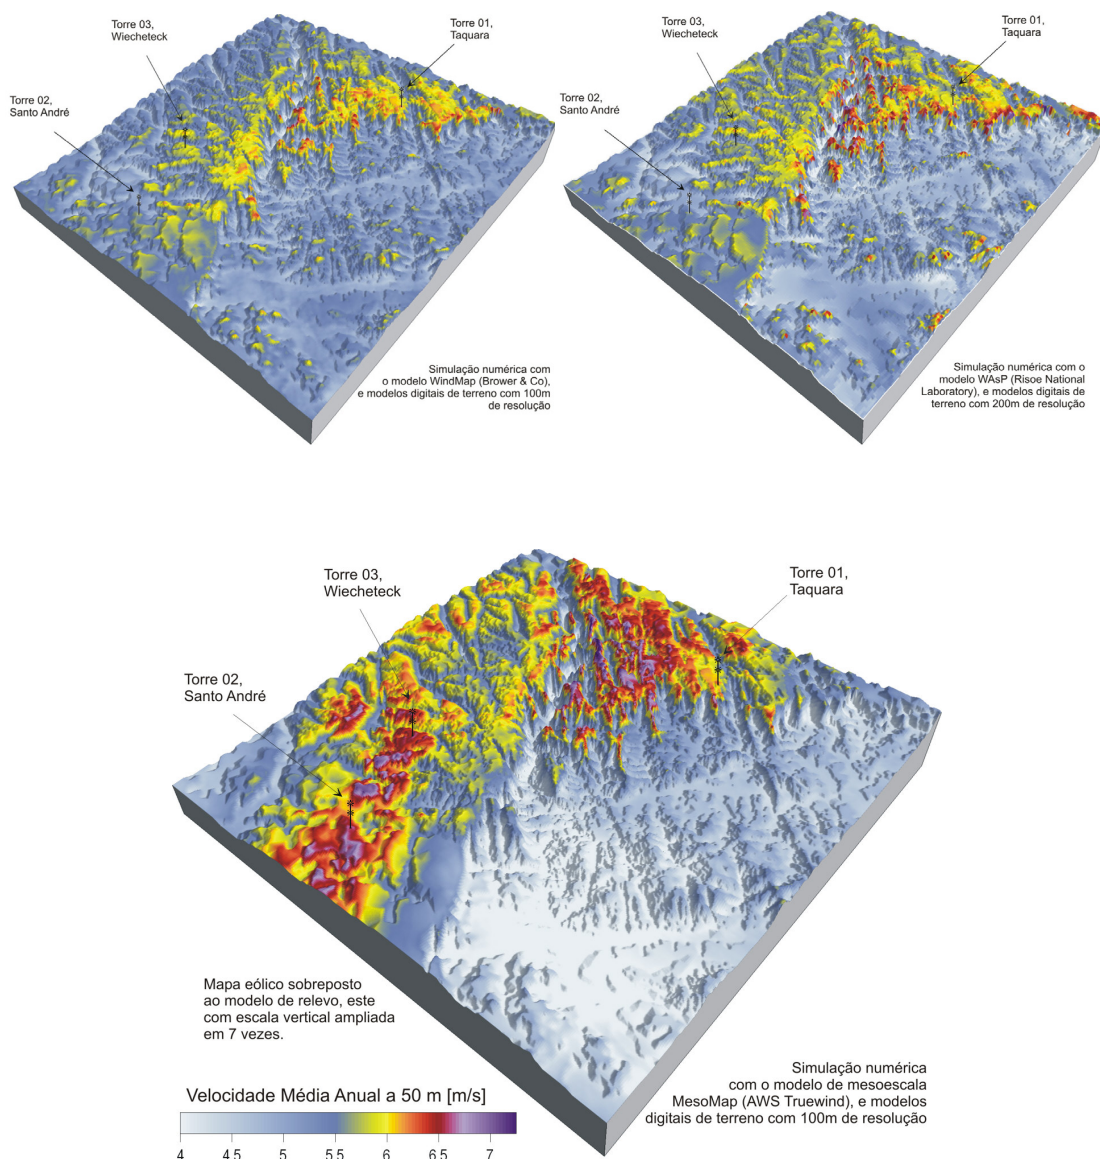 Torre 03,
Wiecheteck
Torre 01,
Taquara
Torre 02,
Santo André
Simulação numérica com
o modelo WindMap (Brower & Co),
e modelos digitais de terreno com 100m
de resolução
Torre 03,
Wiecheteck
Torre 01,
Taquara
Torre 02,
Santo André
Simulação numérica com o
modelo WAsP (Risoe National
Laboratory), e modelos digitais de
terreno com 200m de resolução
Torre 03,
Wiecheteck
Torre 01,
Taquara
Torre 02,
Santo André
Mapa eólico sobreposto
ao modelo de relevo, este
com escala vertical ampliada
em 7 vezes.
Simulação numérica
com o modelo de mesoescala
MesoMap (AWS Truewind), e modelos
digitais de terreno com 100m de resolução
Velocidade Média Anual a 50 m [m/s]
4 4.5 5 5.5 6 6.5 7